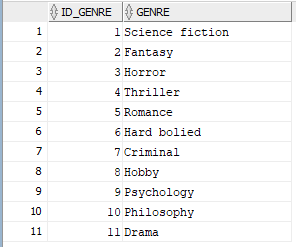 ID_GENRE GENRE
1 1 Science fiction
2 2 Fantasy
3 3 Horror
4 4 Thriller
5 5 Romance
6 6 Hard bolied
7 7 Criminal
8 8 Hobby
9 9 Psychology
10 10 Philosophy
11 11 Drama